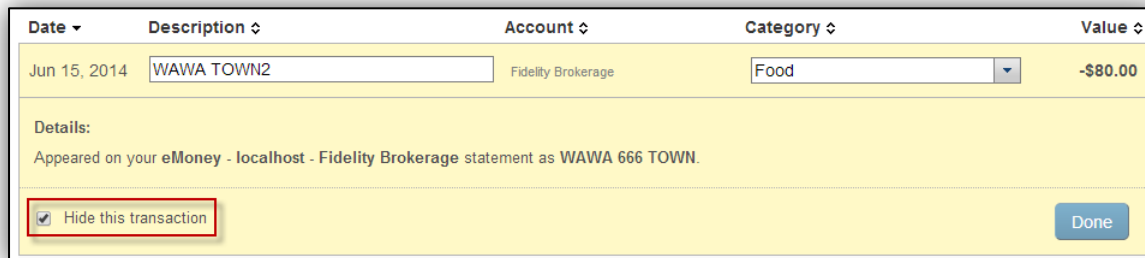 Date Description Account Category Value
Jun 15, 2014 WAWA TOWN2 Fidelity Brokerage Food -$80.00
Details:
Appeared on your eMoney - localhost - Fidelity Brokerage statement as WAWA 666 TOWN.
Hide this transaction Done